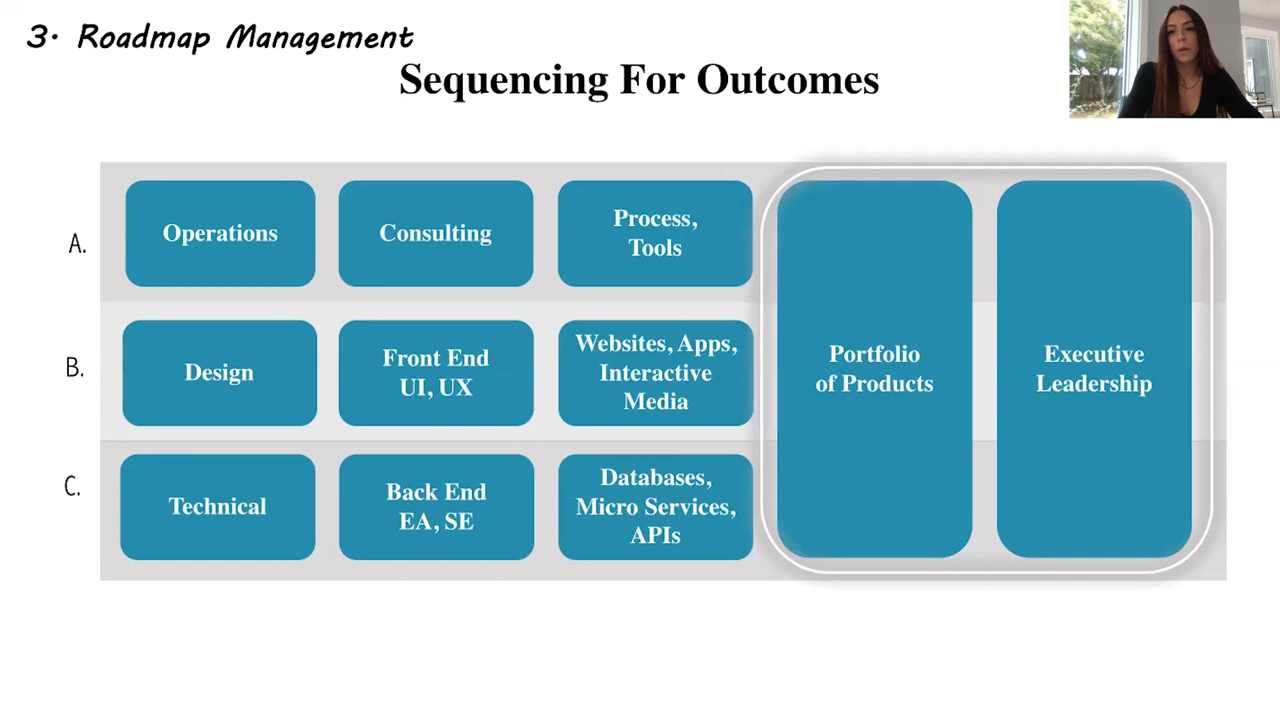 3. Roadmap Management
Sequencing For Outcomes
A.
Operations
Consulting
Process,
Tools
B.
Design
Front End
UI, UX
Websites, Apps,
Interactive
Media
C.
Technical
Back End
EA, SE
Databases,
Micro Services,
APIs
Portfolio
of Products
Executive
Leadership